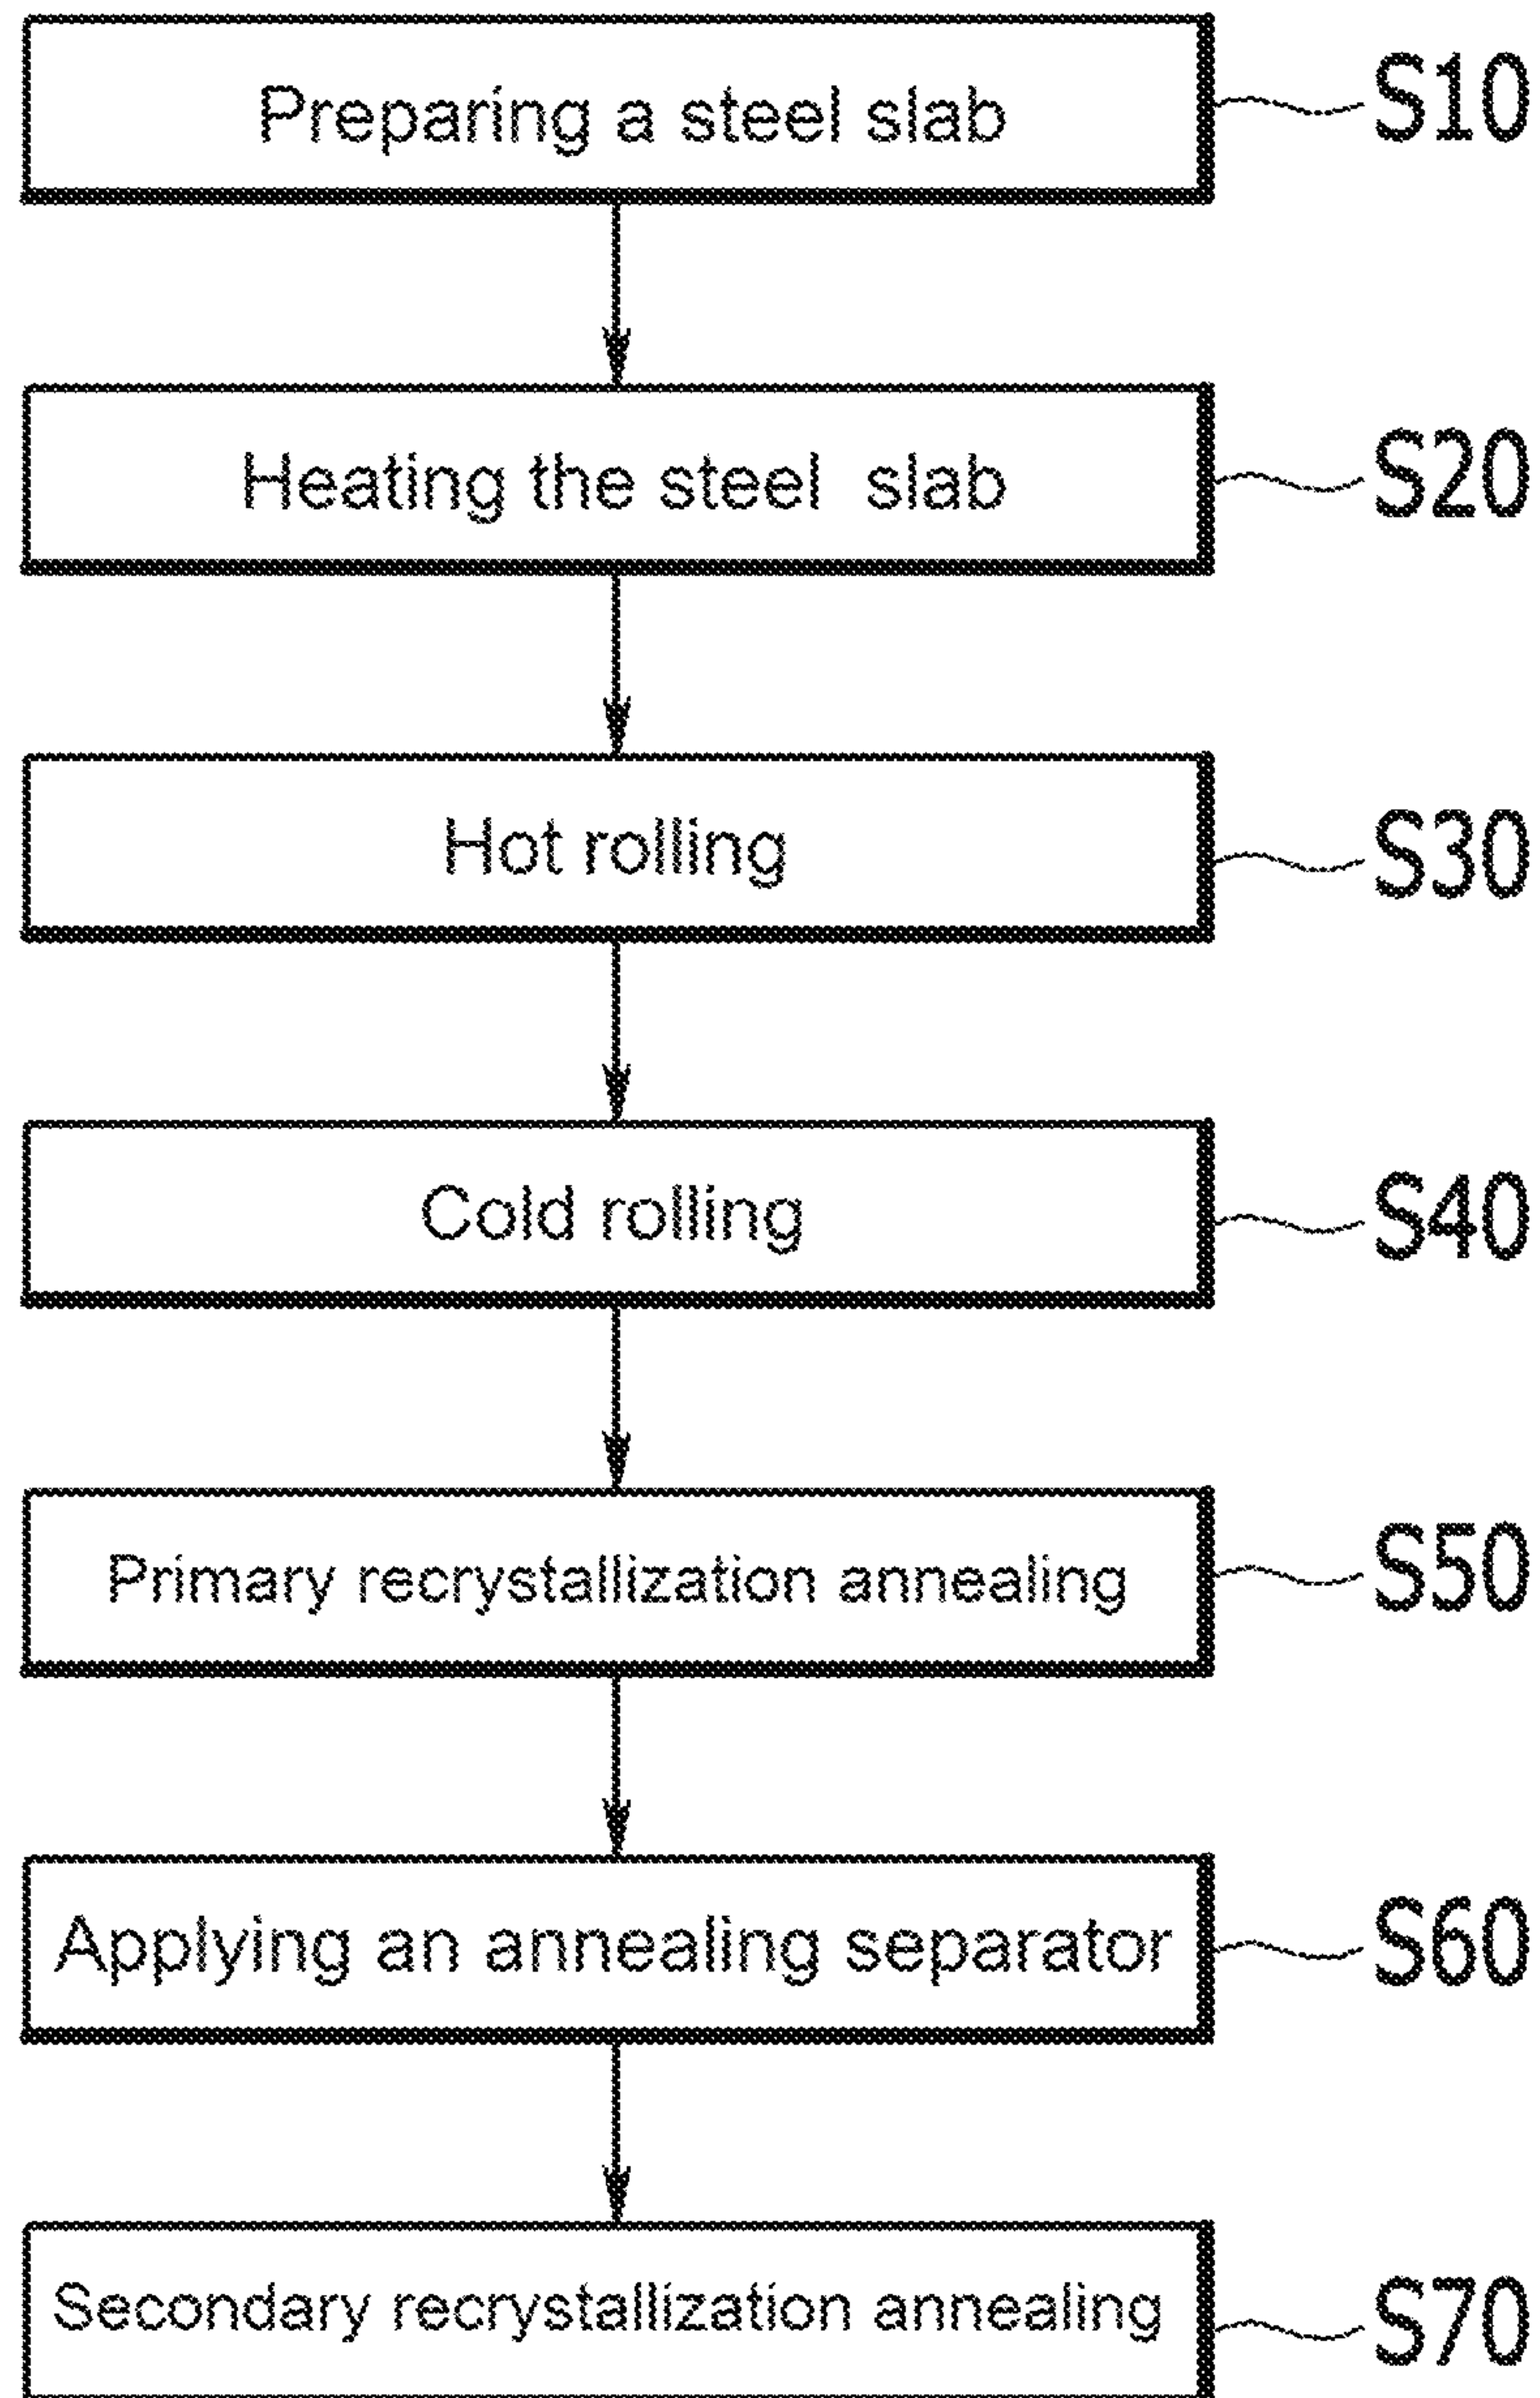 Preparing a steel slab S10
Heating the steel slab S20
Hot rolling S30
Cold rolling S40
Primary recrystallization annealing S50
Applying an annealing separator S60
Secondary recrystallization annealing S70